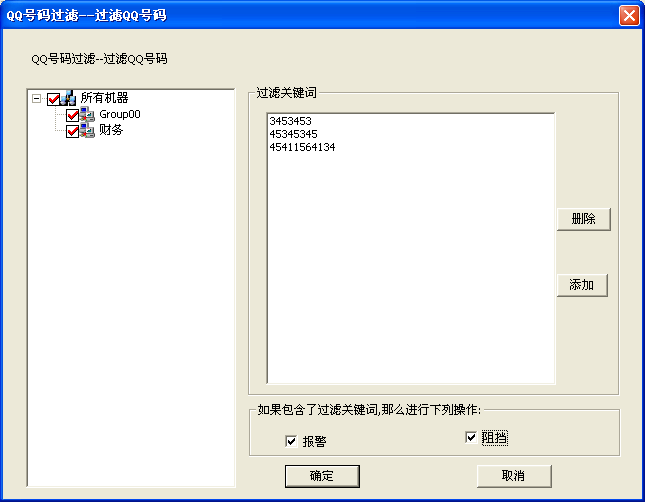 QQ号码过滤--过滤QQ号码
QQ号码过滤--过滤QQ号码
所有机器
Group00
财务
过滤关键词
3453453
45345345
45411564134
删除
添加
如果包含了过滤关键词,那么进行下列操作:
报警
阻挡
确定
取消